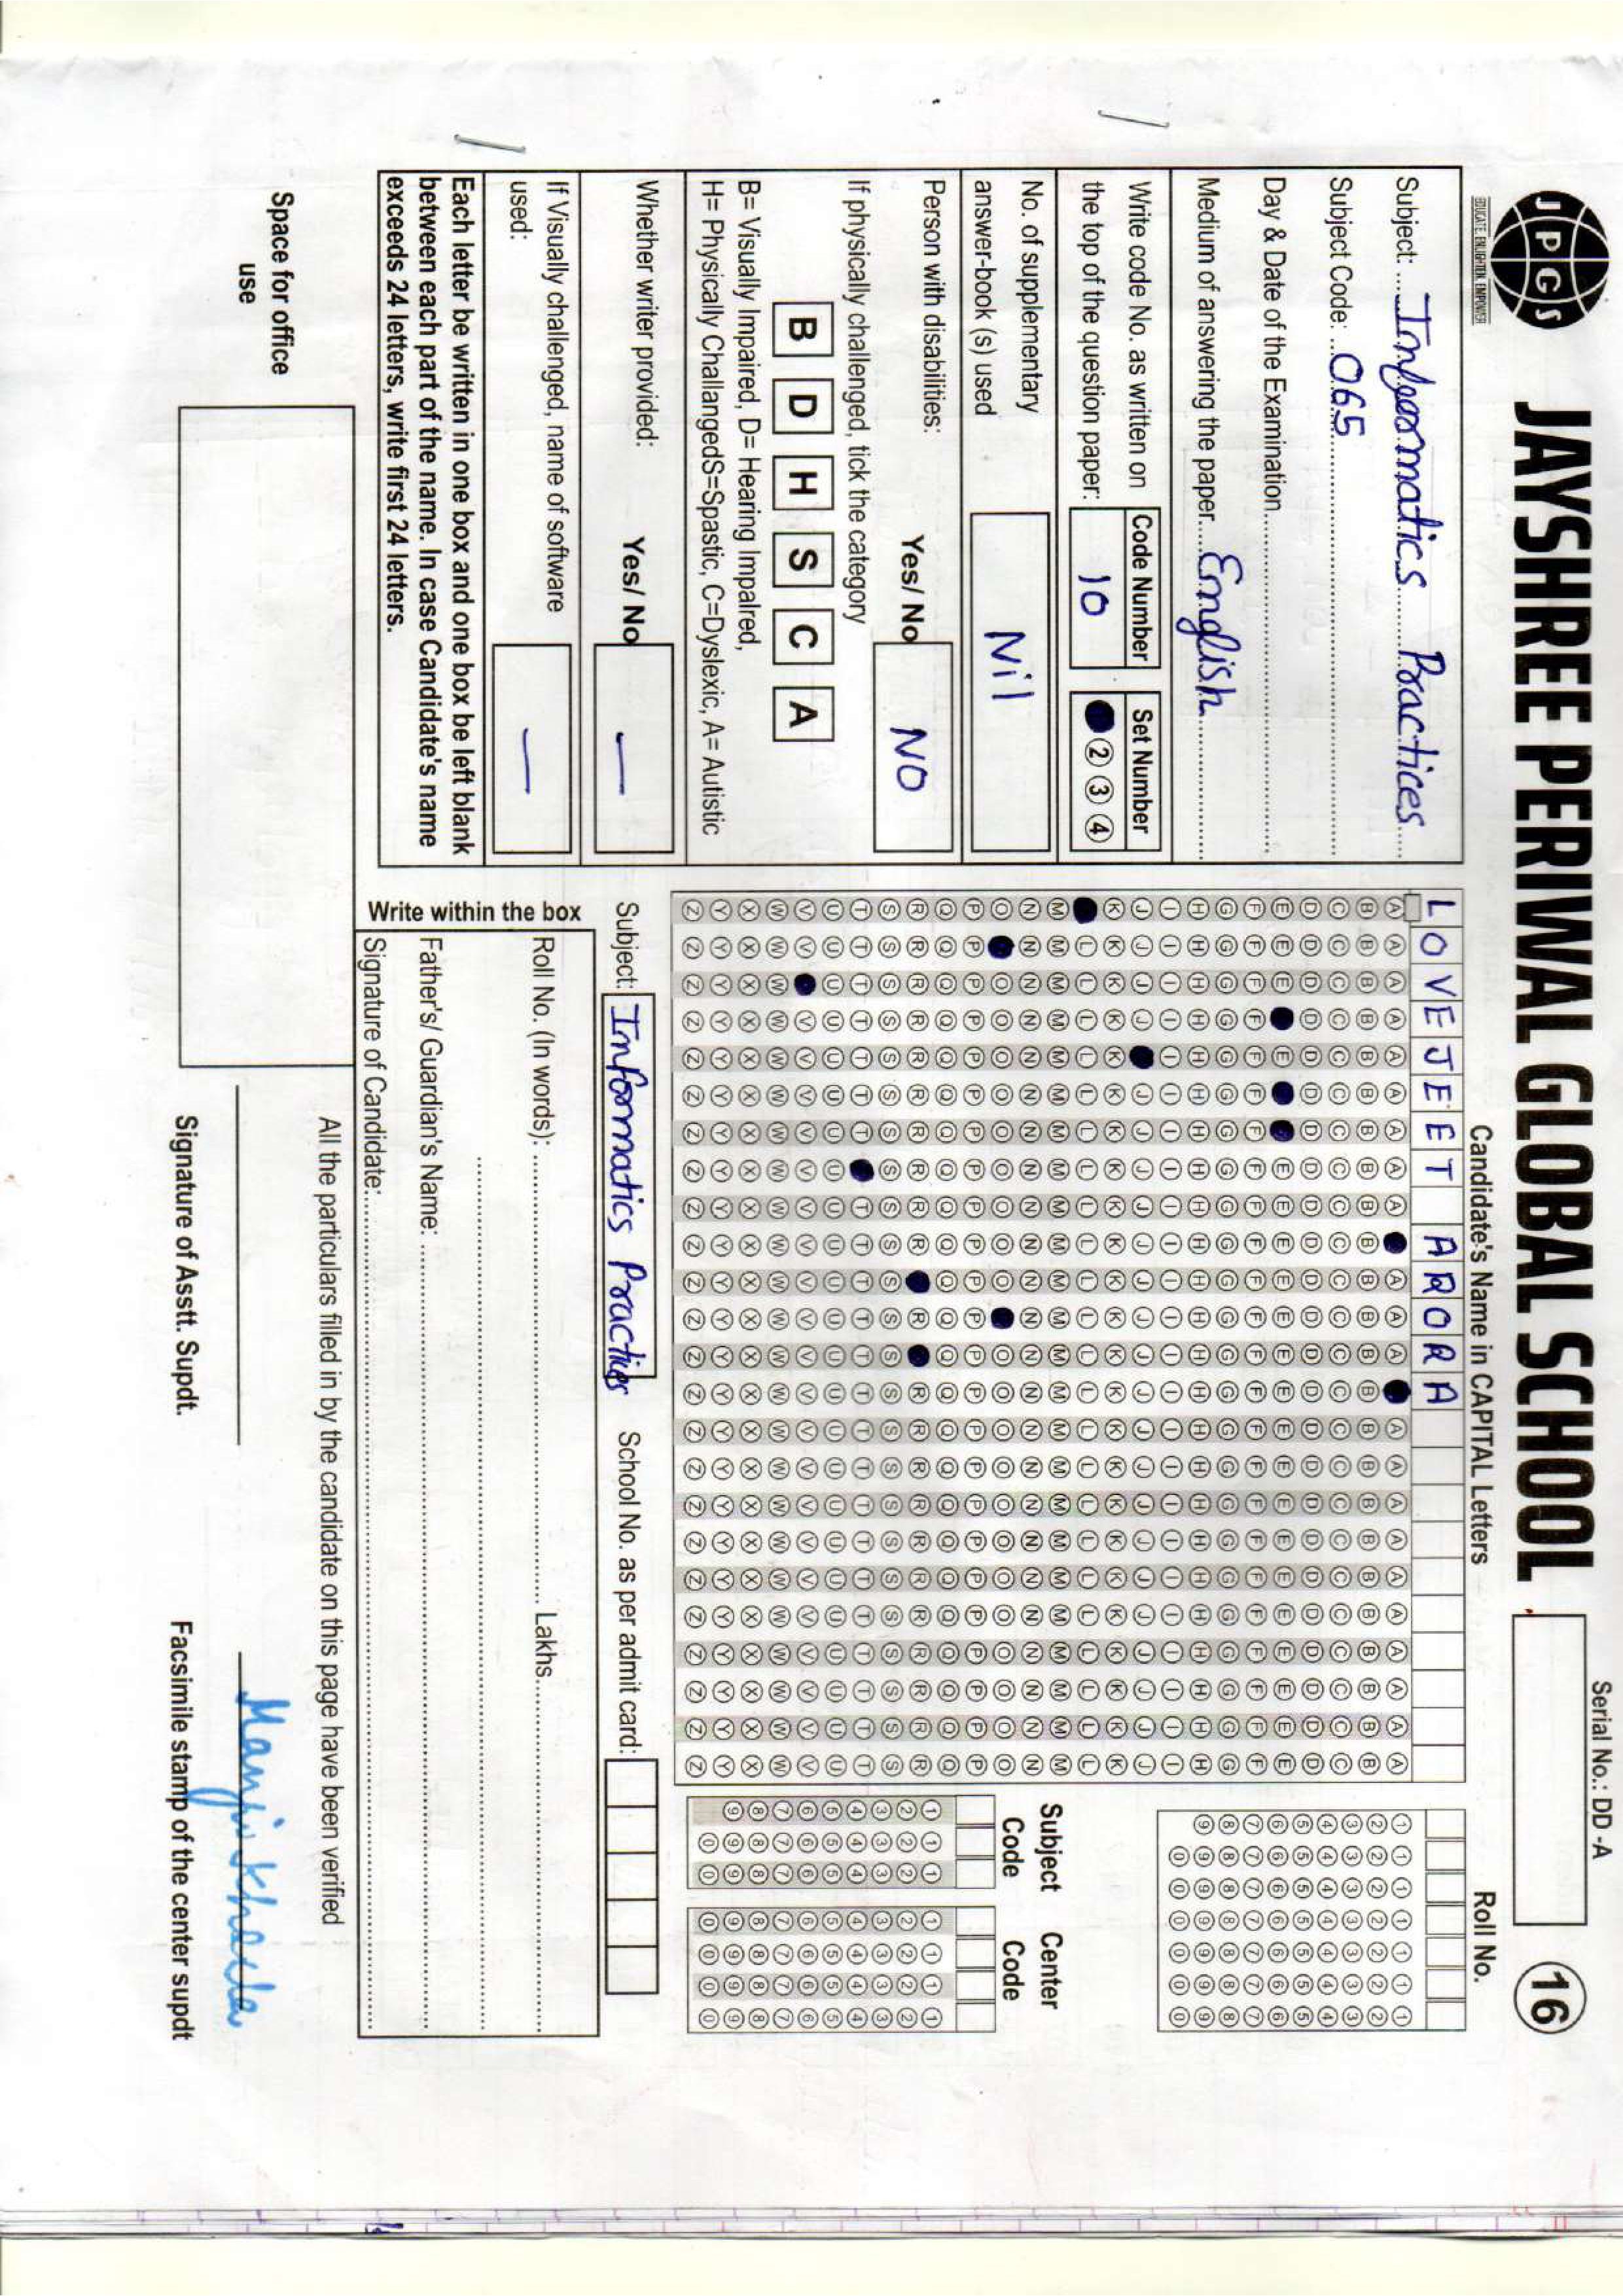 Serial No.: DD -A
JPGS
JAYSHREE PERIWAL GLOBAL SCHOOL
16
EDUCATE. ENLIGHTEN. EMPOWER
Candidate's Name in CAPITAL Letters
Roll No.
LOVEJEET ARORA
Subject: Informatics Practices
Subject Code: 065
Day & Date of the Examination
Medium of answering the paper English
Write code No. as written on
the top of the question paper:
Code Number
10
Set Number
2 3 4
No. of supplementary
answer-book (s) used
Nil
Person with disabilities:
Yes/ No
NO
If physically challenged, tick the category
B D H S C A
B= Visually Impaired, D= Hearing Impalred,
H= Physically ChallangedS=Spastic, C=Dyslexic, A= Autistic
Whether writer provided:
Yes/ No
—
If Visually challenged, name of software
used:
—
Each letter be written in one box and one box be left blank
between each part of the name. In case Candidate's name
exceeds 24 letters, write first 24 letters.
Subject Code
Center Code
Subject: Informatics Practices
School No. as per admit card:
Write within the box
Roll No. (In words): Lakhs
Father's/ Guardian's Name:
Signature of Candidate:
Space for office
use
All the particulars filled in by the candidate on this page have been verified
Signature of Asstt. Supdt.
Facsimile stamp of the center supdt